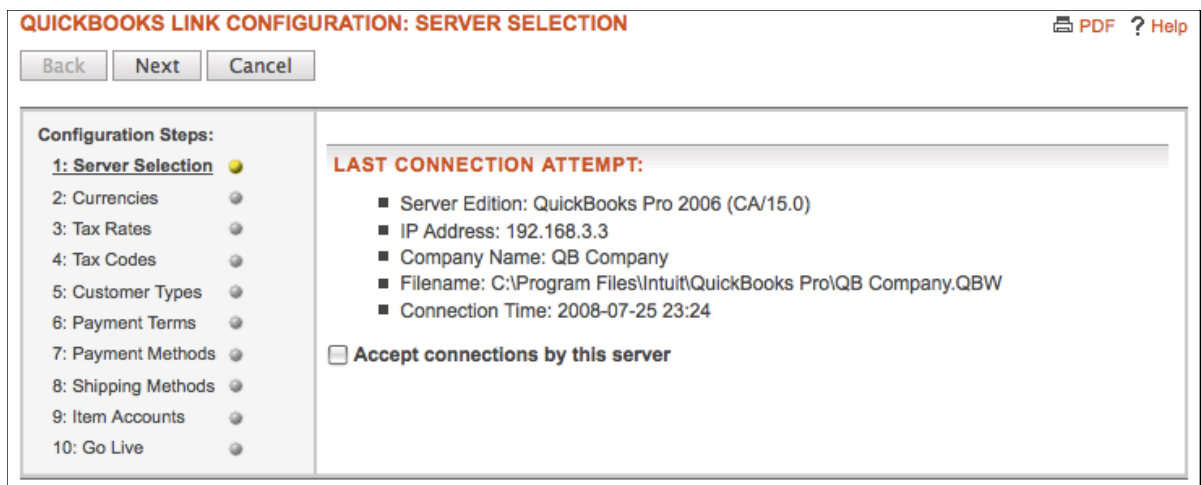 QUICKBOOKS LINK CONFIGURATION: SERVER SELECTION
PDF ? Help
Back Next Cancel
Configuration Steps:
1: Server Selection
2: Currencies
3: Tax Rates
4: Tax Codes
5: Customer Types
6: Payment Terms
7: Payment Methods
8: Shipping Methods
9: Item Accounts
10: Go Live
LAST CONNECTION ATTEMPT:
Server Edition: QuickBooks Pro 2006 (CA/15.0)
IP Address: 192.168.3.3
Company Name: QB Company
Filename: C:\Program Files\Intuit\QuickBooks Pro\QB Company.QBW
Connection Time: 2008-07-25 23:24
Accept connections by this server